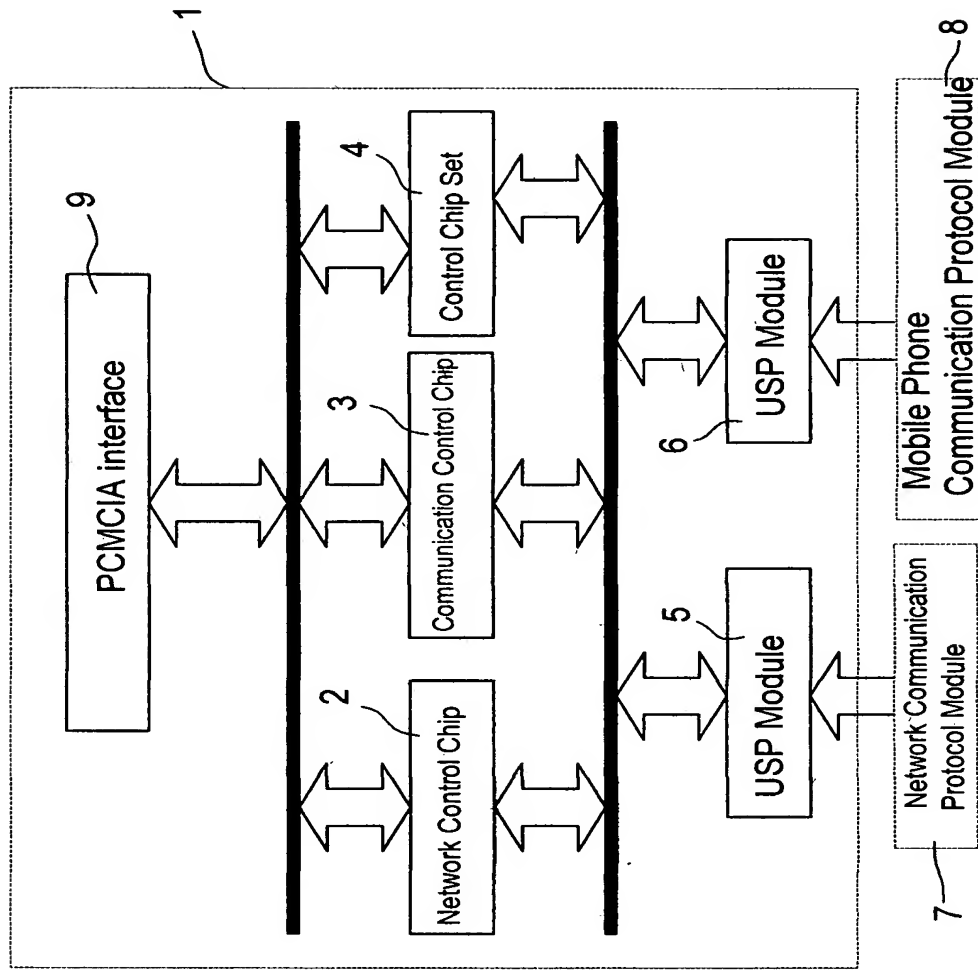 1
9
PCMCIA interface
2
Network Control Chip
3
Communication Control Chip
4
Control Chip Set
5
USP Module
6
USP Module
7
Network Communication
Protocol Module
Mobile Phone
Communication Protocol Module
8